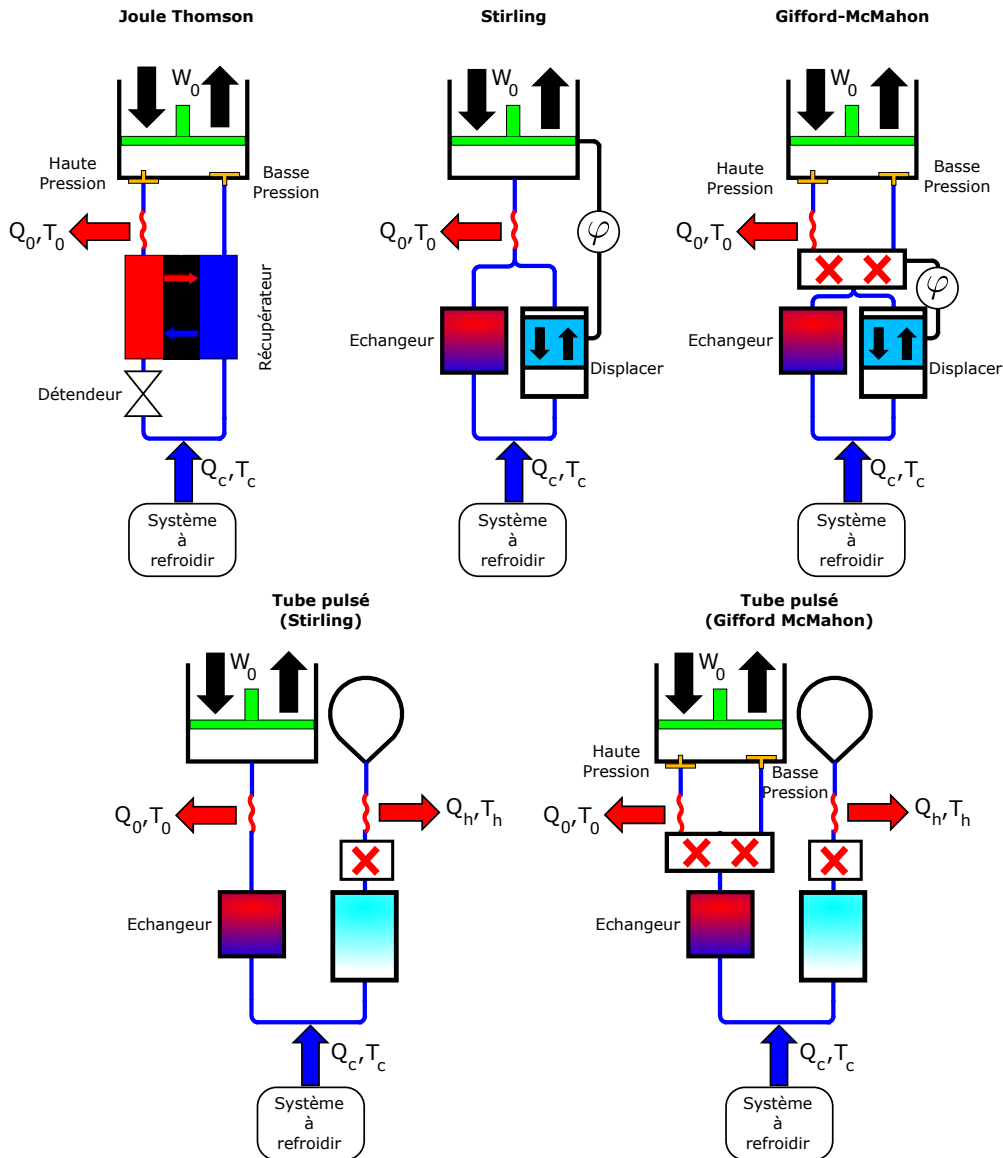 Joule Thomson
W0
Haute
Pression
Basse
Pression
Q0,T0
Récupérateur
Détendeur
Qc,Tc
Système
à
refroidir
Stirling
W0
Q0,T0
φ
Echangeur
Displacer
Qc,Tc
Système
à
refroidir
Gifford-McMahon
W0
Haute
Pression
Basse
Pression
Q0,T0
φ
Echangeur
Displacer
Qc,Tc
Système
à
refroidir
Tube pulsé
(Stirling)
W0
Q0,T0
Qh,Th
Echangeur
Qc,Tc
Système
à
refroidir
Tube pulsé
(Gifford McMahon)
W0
Haute
Pression
Basse
Pression
Q0,T0
Qh,Th
Echangeur
Qc,Tc
Système
à
refroidir